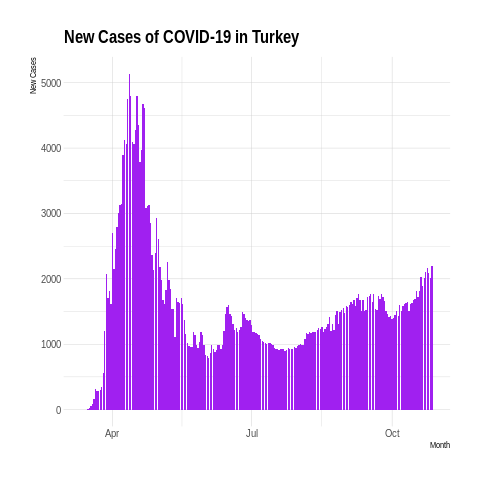 New Cases of COVID-19 in Turkey
New Cases
5000
4000
3000
2000
1000
0
Apr
Jul
Oct
Month